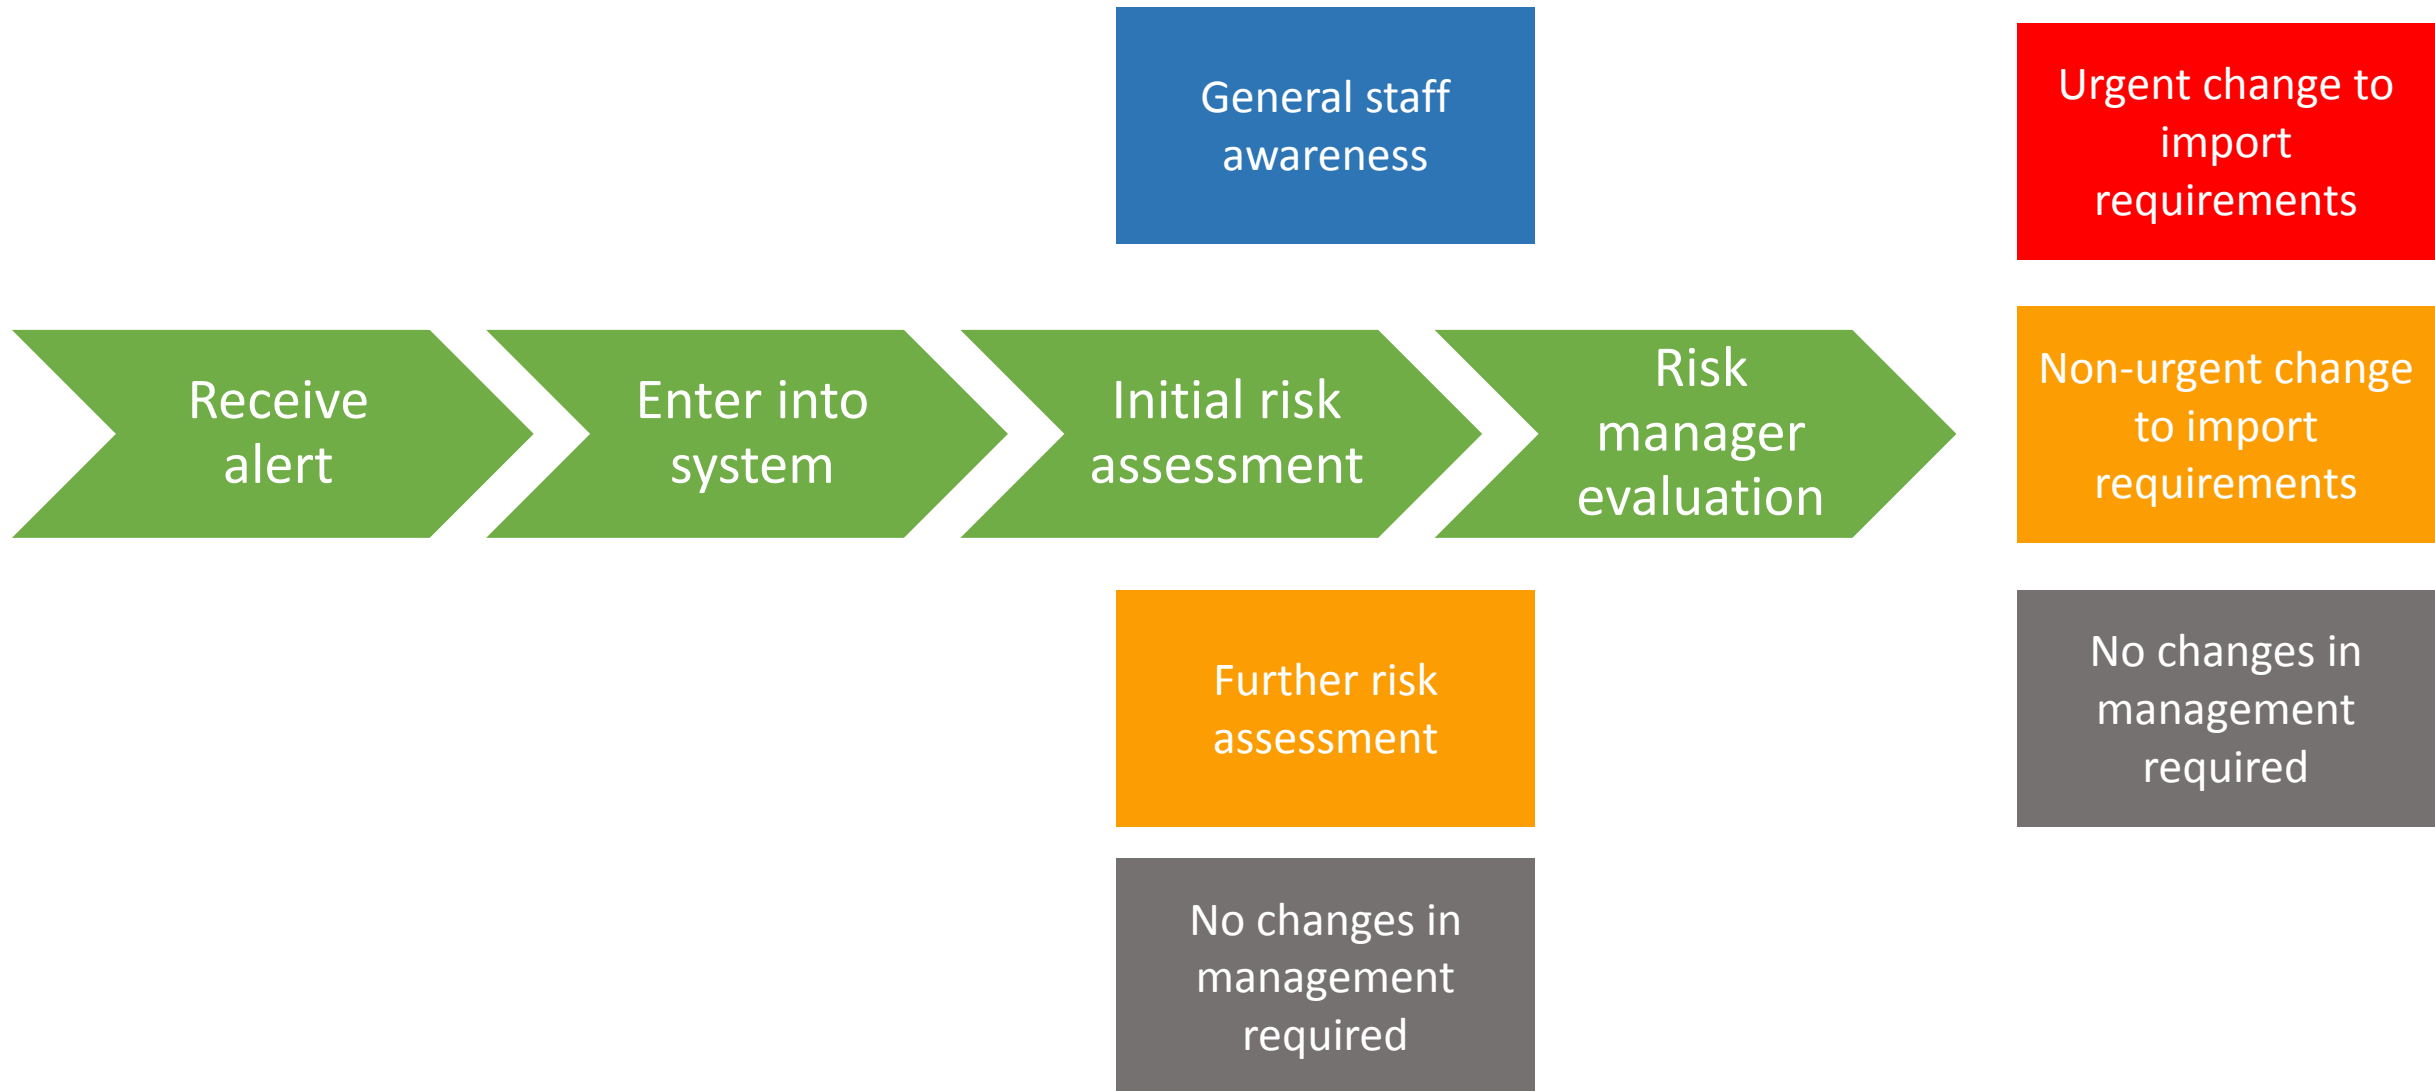 General staff
awareness
Urgent change to
import
requirements
Receive
alert
Enter into
system
Initial risk
assessment
Risk
manager
evaluation
Non-urgent change
to import
requirements
Further risk
assessment
No changes in
management
required
No changes in
management
required